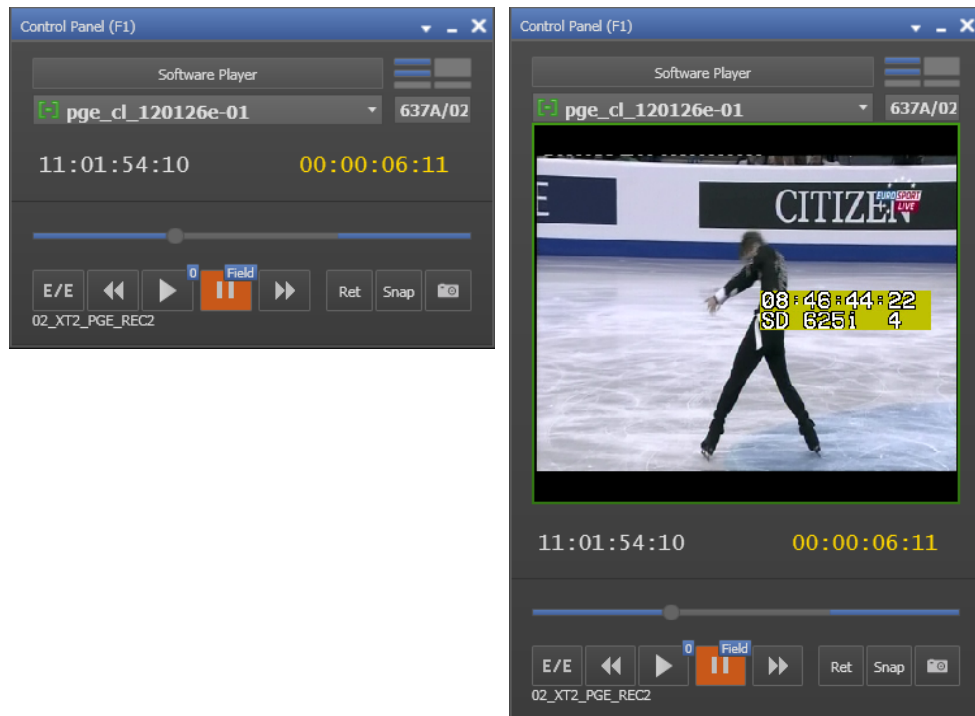 Control Panel (F1)
Software Player
[-] pge_cl_120126e-01
637A/02
11:01:54:10
00:00:06:11
0
Field
E/E
Ret
Snap
02_XT2_PGE_REC2
Control Panel (F1)
Software Player
[-] pge_cl_120126e-01
637A/02
E
CITIZEN
EUROSPORT
LIVE
08:46:44:22
SD 625i 4
11:01:54:10
00:00:06:11
0
Field
E/E
Ret
Snap
02_XT2_PGE_REC2